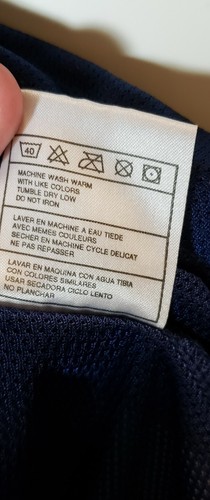 40
MACHINE WASH WARM
WITH LIKE COLORS
TUMBLE DRY LOW
DO NOT IRON
LAVER EN MACHINE A EAU TIEDE
AVEC MEMES COULEURS
SECHER EN MACHINE CYCLE DELICAT
NE PAS REPASSER
LAVAR EN MAQUINA CON AGUA TIBIA
CON COLORES SIMILARES
USAR SECADORA CICLO LENTO
NO PLANCHAR